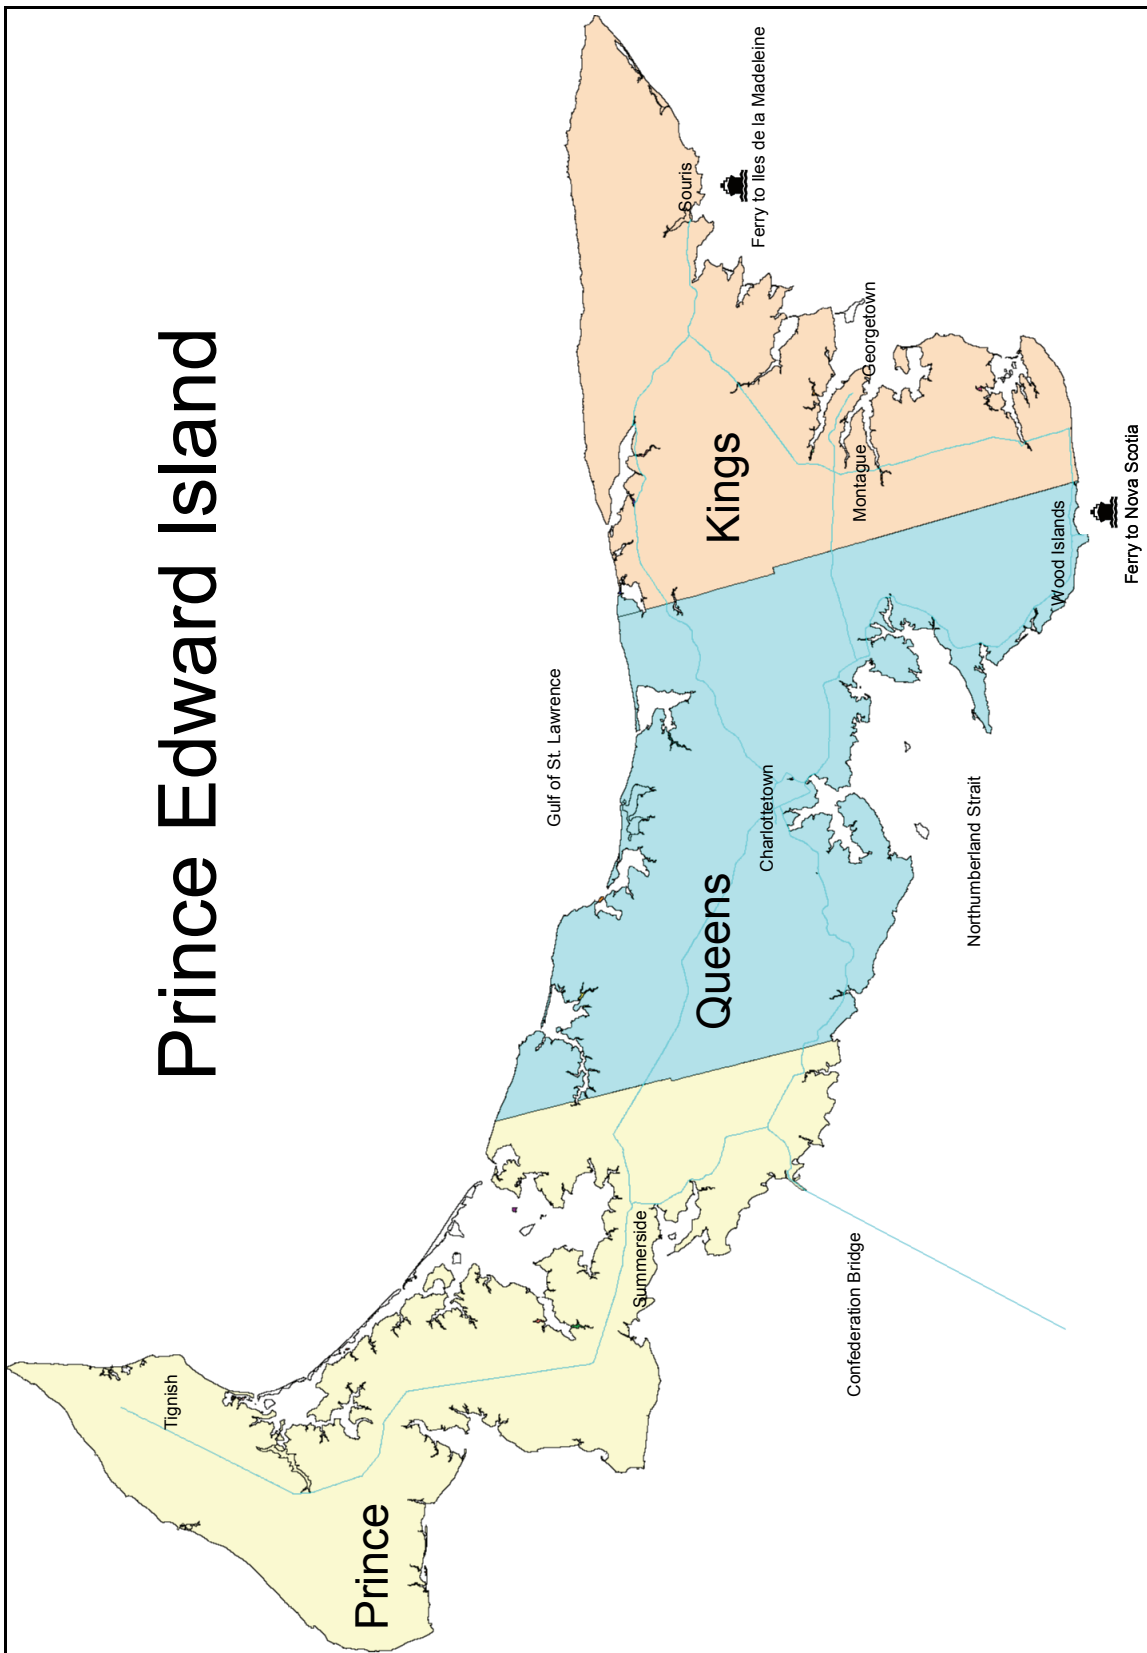 Prince Edward Island
Tignish
Prince
Summerside
Confederation Bridge
Gulf of St. Lawrence
Queens
Charlottetown
Northumberland Strait
Kings
Montague
Georgetown
Wood Islands
Ferry to Nova Scotia
Souris
Ferry to Iles de la Madeleine